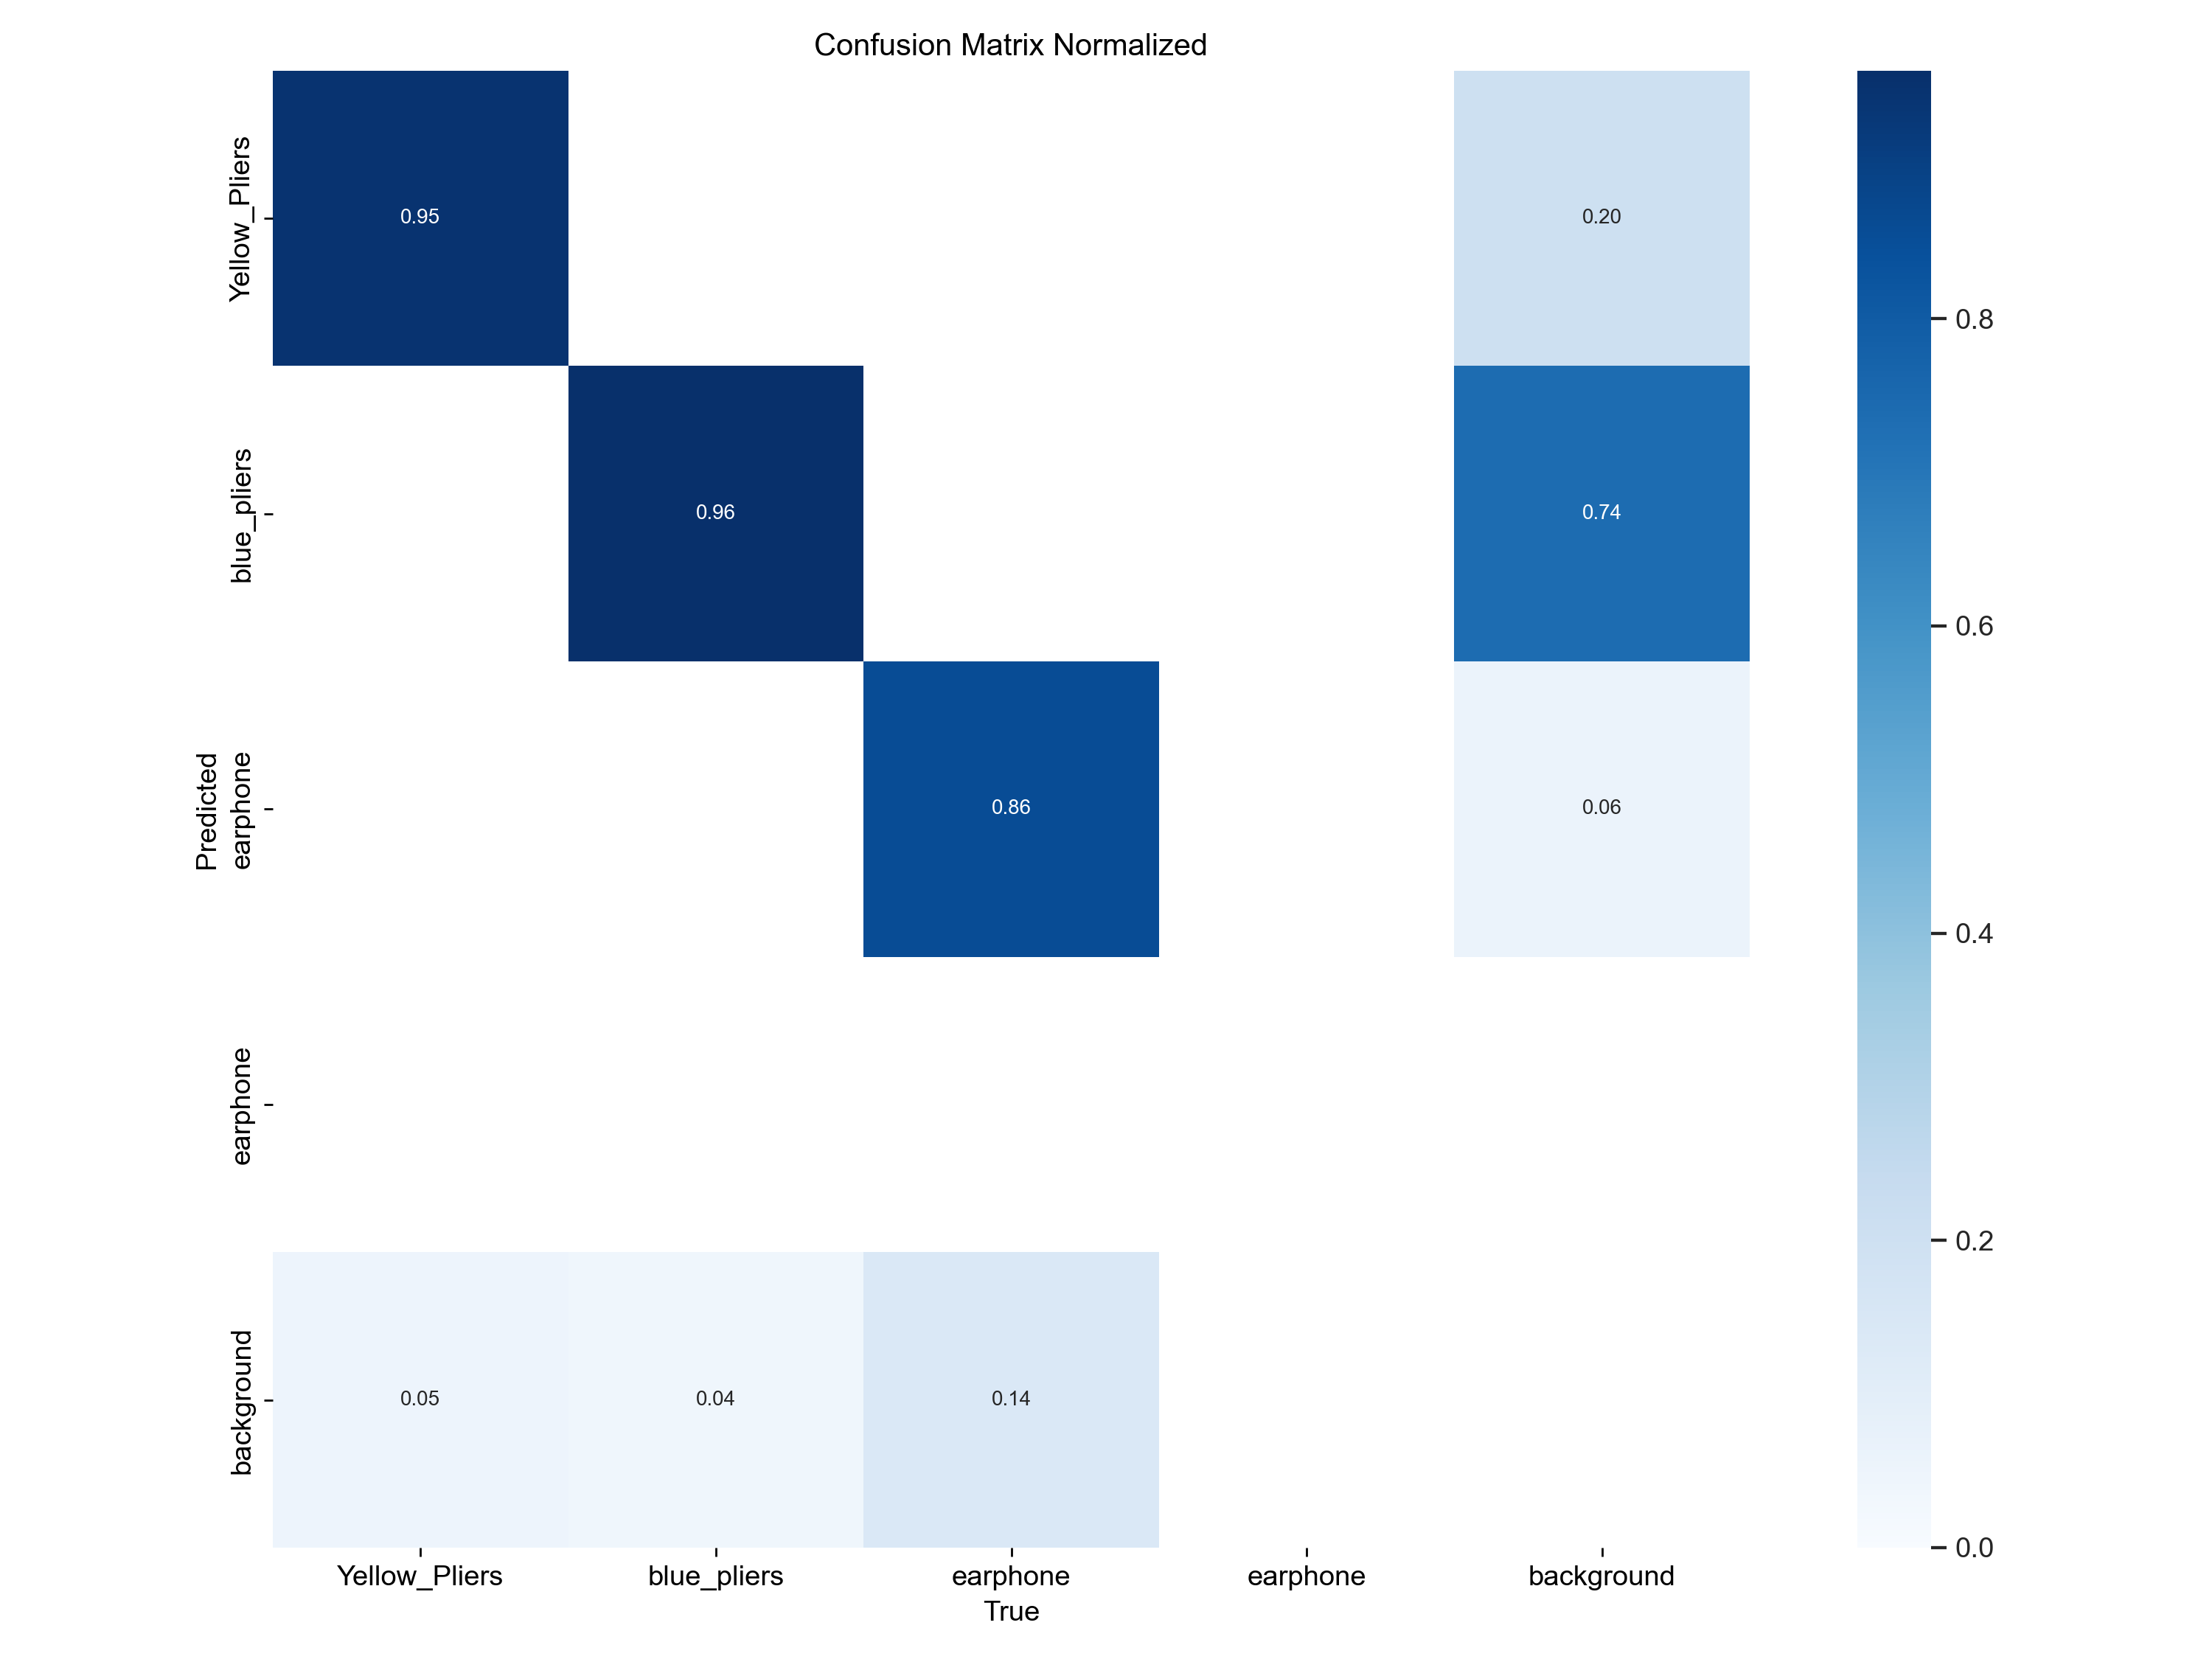 Confusion Matrix Normalized
Yellow_Pliers
0.95
0.20
0.8
blue_pliers
0.96
0.74
0.6
Predicted
earphone
0.86
0.06
0.4
earphone
0.2
background
0.05
0.04
0.14
0.0
Yellow_Pliers
blue_pliers
earphone
earphone
background
True